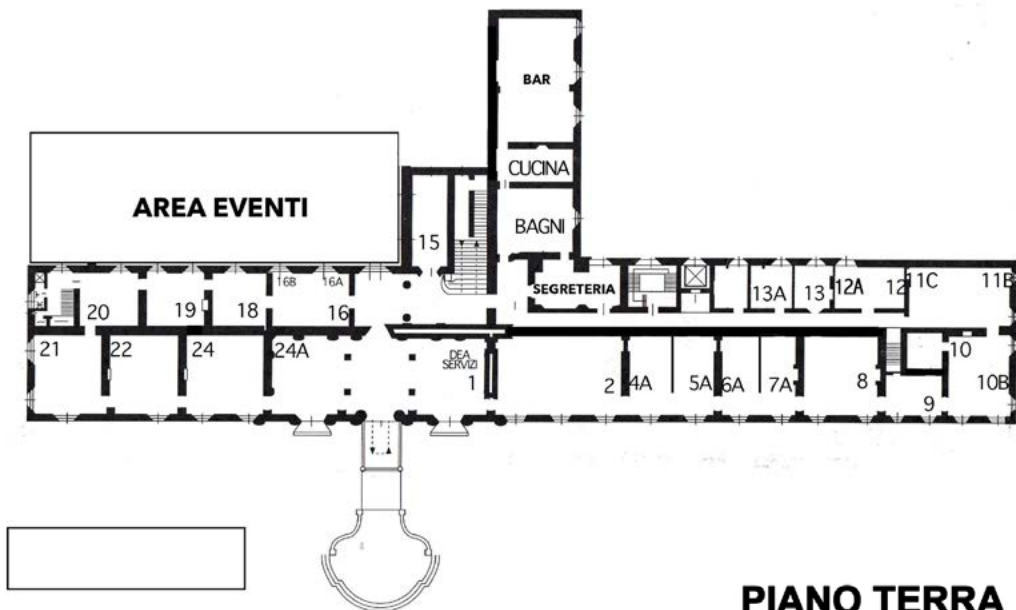 BAR
CUCINA
AREA EVENTI
BAGNI
15
SEGRETERIA
16B
16A
13A
13
12A
12
11C
11B
20
19
18
16
21
22
24
24A
DEA
SERVIZI
1
2
4A
5A
6A
7A
8
9
10
10B
PIANO TERRA